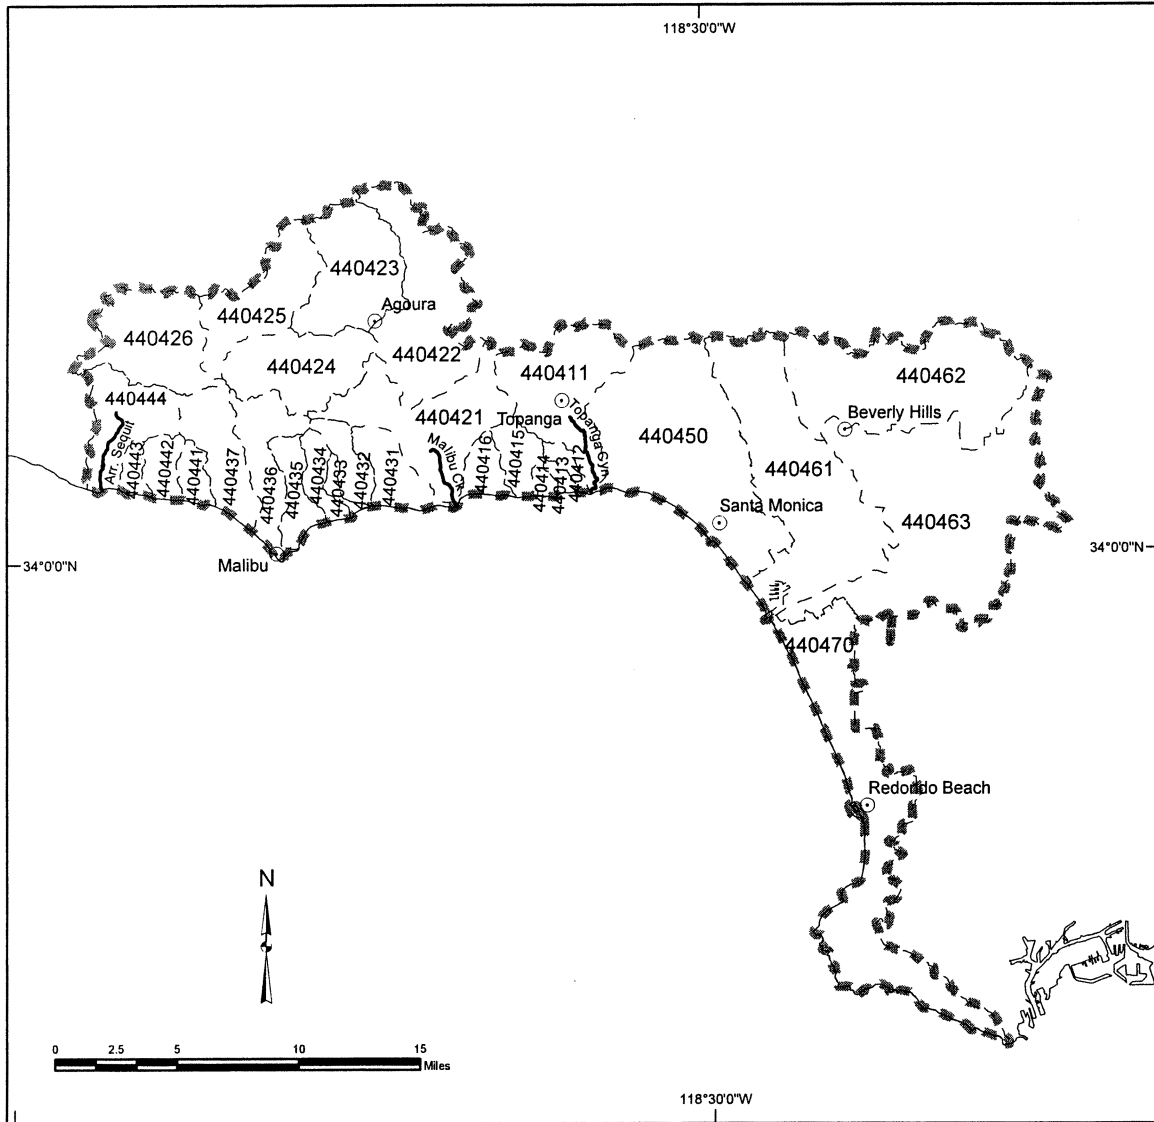 118°30'0"W
440423
Agoura
440425
440426
440422
440424
440411
440462
440444
Topanga
440421
Beverly Hills
Topanga Cyn
440450
440461
Arr. Sequit
440443
440442
440441
440437
440436
440435
440434
440433
440432
440431
Malibu Ck
440416
440415
440414
440413
440412
Santa Monica
440463
34°0'0"N
Malibu
34°0'0"N
440470
Redondo Beach
N
0 2.5 5 10 15
Miles
118°30'0"W